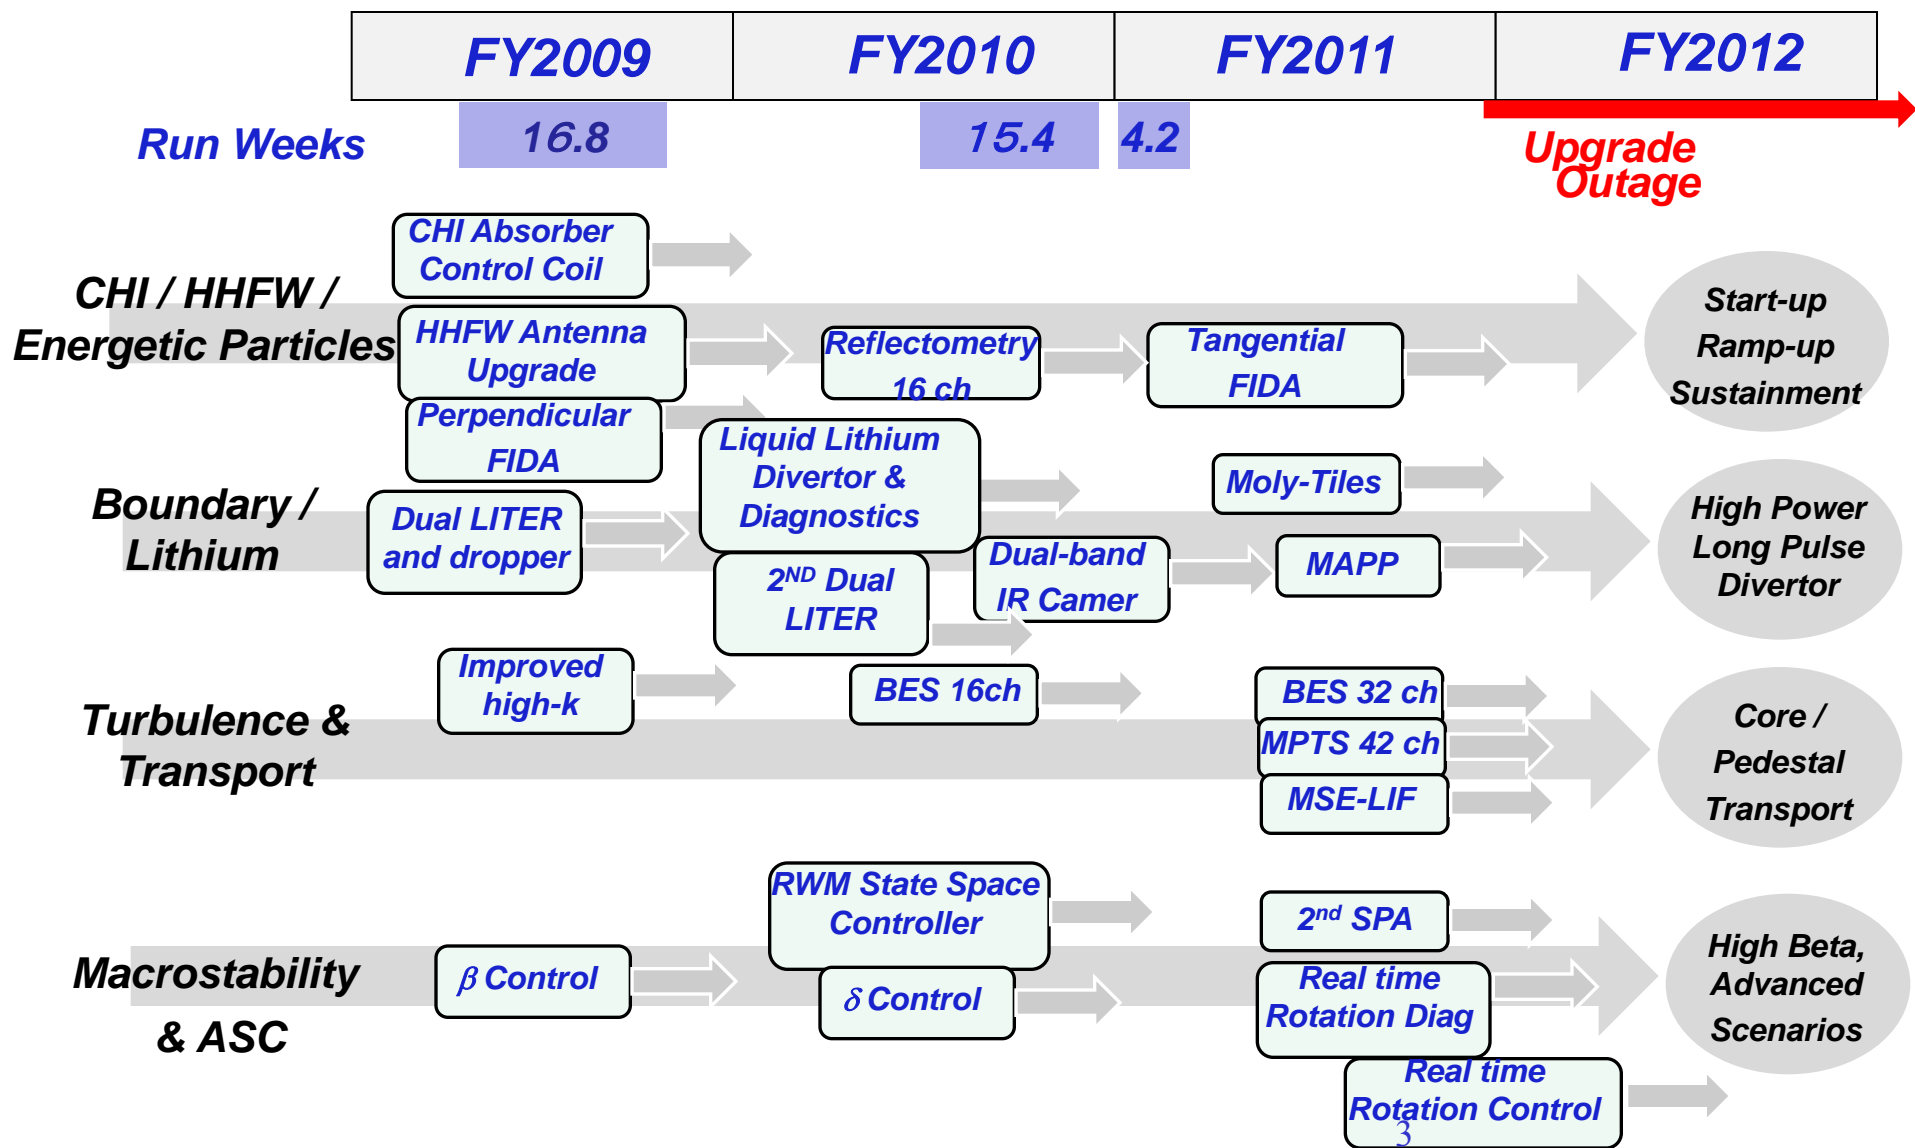 FY2009
FY2010
FY2011
FY2012
Run Weeks
16.8
15.4
4.2
Upgrade
Outage
CHI / HHFW /
Energetic Particles
CHI Absorber
Control Coil
HHFW Antenna
Upgrade
Perpendicular
FIDA
Reflectometry
16 ch
Tangential
FIDA
Start-up
Ramp-up
Sustainment
Boundary /
Lithium
Dual LITER
and dropper
Liquid Lithium
Divertor &
Diagnostics
2ND Dual
LITER
Dual-band
IR Camer
Moly-Tiles
MAPP
High Power
Long Pulse
Divertor
Turbulence &
Transport
Improved
high-k
BES 16ch
BES 32 ch
MPTS 42 ch
MSE-LIF
Core /
Pedestal
Transport
Macrostability
& ASC
β Control
RWM State Space
Controller
δ Control
2nd SPA
Real time
Rotation Diag
Real time
Rotation Control
High Beta,
Advanced
Scenarios
3